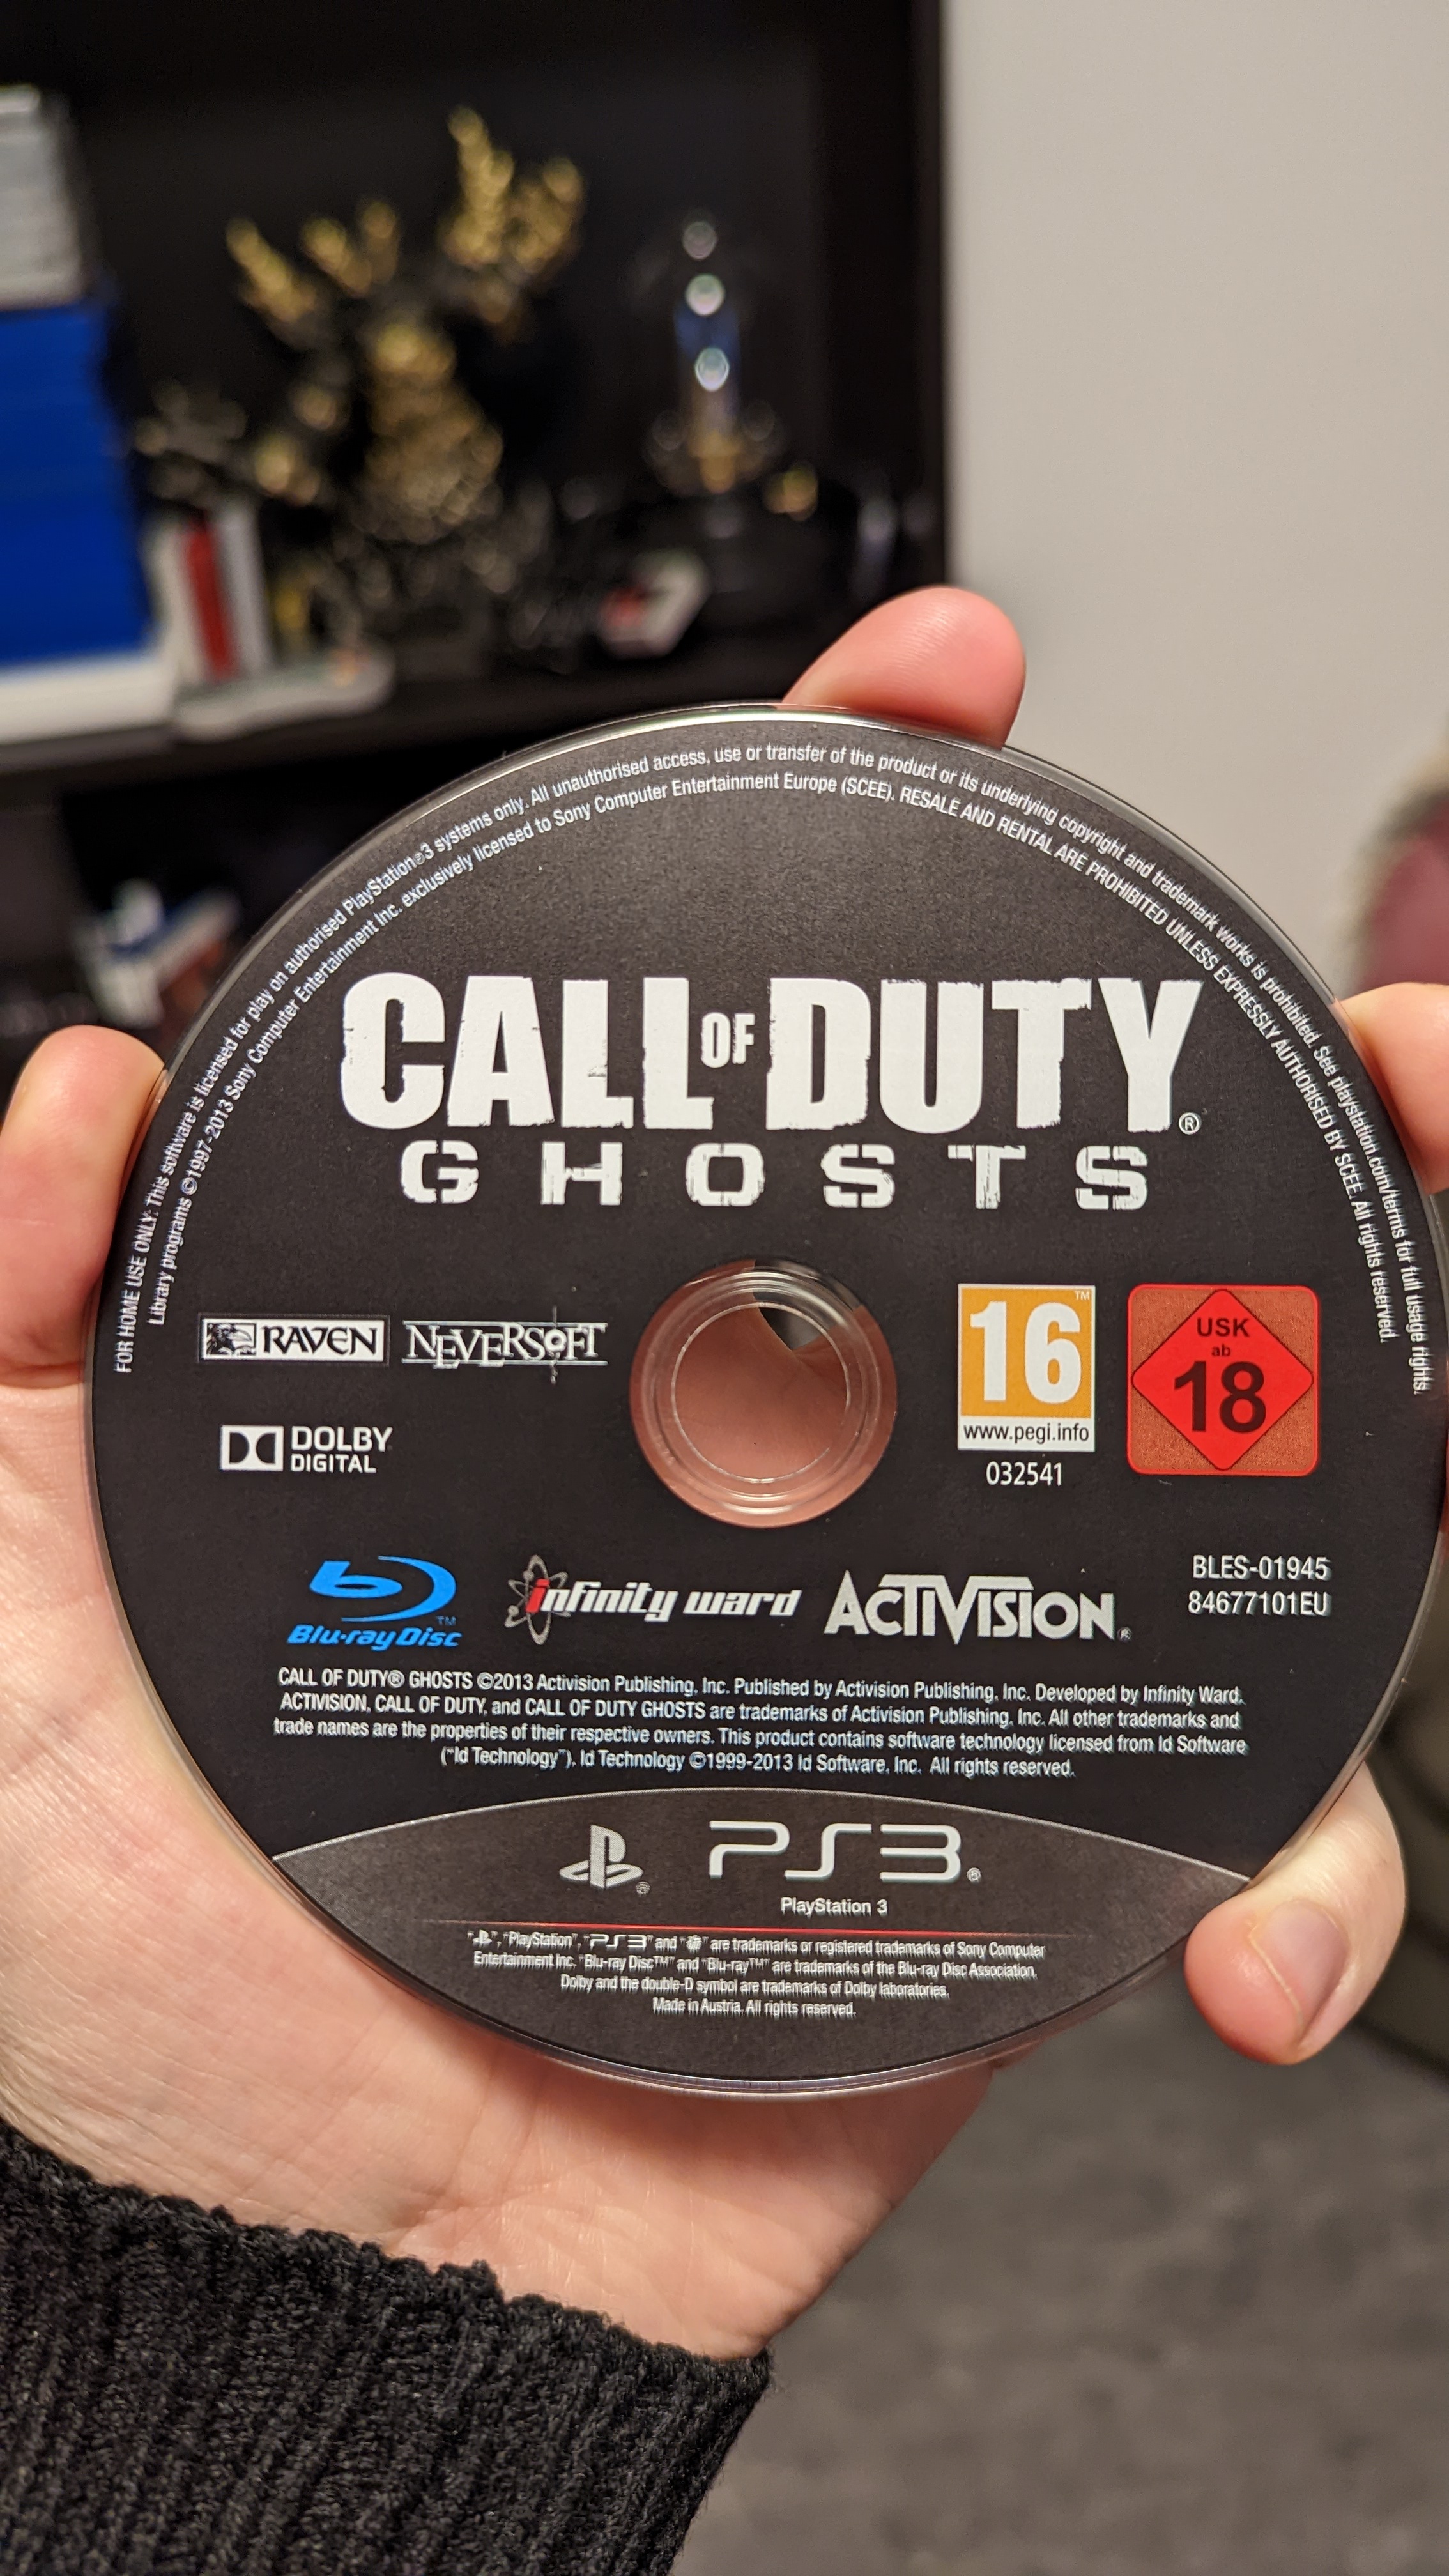 FOR HOME USE ONLY: This software is licensed for play on authorised PlayStation®3 systems only. All unauthorised access, use or transfer of the product or its underlying copyright and trademark works is prohibited. See playstation.com/terms for full usage rights.
Library programs ©1997-2013 Sony Computer Entertainment Inc. exclusively licensed to Sony Computer Entertainment Europe (SCEE). RESALE AND RENTAL ARE PROHIBITED UNLESS EXPRESSLY AUTHORISED BY SCEE. All rights reserved.
CALL OF DUTY®
GHOSTS
RAVEN NEVERSOFT
16™
www.pegi.info
032541
USK
ab
18
DOLBY
DIGITAL
Blu-ray Disc™
infinity ward
ACTIVISION®
BLES-01945
84677101EU
CALL OF DUTY® GHOSTS ©2013 Activision Publishing, Inc. Published by Activision Publishing, Inc. Developed by Infinity Ward.
ACTIVISION, CALL OF DUTY, and CALL OF DUTY GHOSTS are trademarks of Activision Publishing, Inc. All other trademarks and
trade names are the properties of their respective owners. This product contains software technology licensed from Id Software
("Id Technology"). Id Technology ©1999-2013 Id Software, Inc. All rights reserved.
® PS3®
PlayStation 3
" ", "PlayStation", "PS3" and " " are trademarks or registered trademarks of Sony Computer
Entertainment Inc. "Blu-ray Disc™" and "Blu-ray™" are trademarks of the Blu-ray Disc Association.
Dolby and the double-D symbol are trademarks of Dolby laboratories.
Made in Austria. All rights reserved.